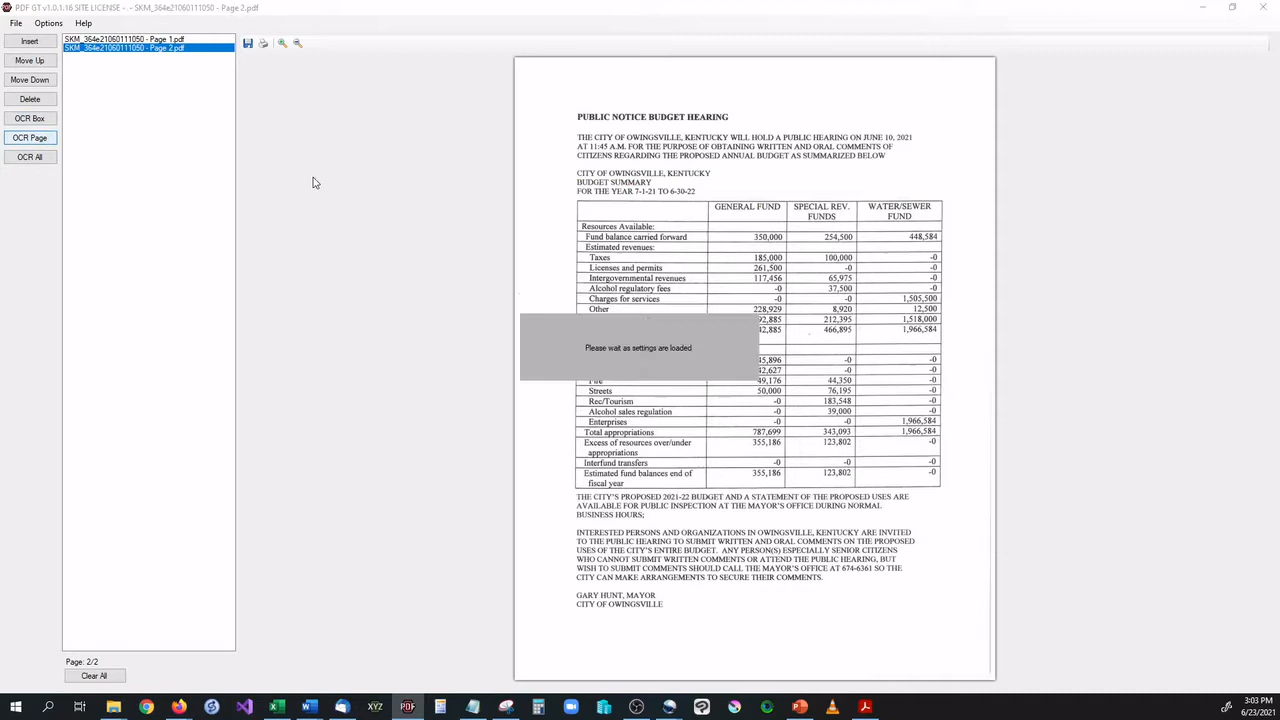 PDF GT v1.0.1.16 SITE LICENSE - - SKM_364e21060111050 - Page 2.pdf
File Options Help
Insert
Move Up
Move Down
Delete
OCR Box
OCR Page
OCR All
SKM_364e21060111050 - Page 1.pdf
SKM_364e21060111050 - Page 2.pdf
Page: 2/2
Clear All
PUBLIC NOTICE BUDGET HEARING
THE CITY OF OWINGSVILLE, KENTUCKY WILL HOLD A PUBLIC HEARING ON JUNE 10, 2021
AT 11:45 A.M. FOR THE PURPOSE OF OBTAINING WRITTEN AND ORAL COMMENTS OF
CITIZENS REGARDING THE PROPOSED ANNUAL BUDGET AS SUMMARIZED BELOW
CITY OF OWINGSVILLE, KENTUCKY
BUDGET SUMMARY
FOR THE YEAR 7-1-21 TO 6-30-22
GENERAL FUND SPECIAL REV. WATER/SEWER
FUNDS FUND
Resources Available:
Fund balance carried forward 350,000 254,500 448,584
Estimated revenues:
Taxes 185,000 100,000 -0
Licenses and permits 261,500 -0 -0
Intergovernmental revenues 117,456 65,975 -0
Alcohol regulatory fees -0 37,500 -0
Charges for services -0 -0 1,505,500
Other 228,929 8,920 12,500
92,885 212,395 1,518,000
42,885 466,895 1,966,584
Please wait as settings are loaded
45,896 -0 -0
42,627 -0 -0
Fire 49,176 44,350 -0
Streets 50,000 76,195 -0
Rec/Tourism -0 183,548 -0
Alcohol sales regulation -0 39,000 -0
Enterprises -0 -0 1,966,584
Total appropriations 787,699 343,093 1,966,584
Excess of resources over/under 355,186 123,802 -0
appropriations
Interfund transfers -0 -0 -0
Estimated fund balances end of 355,186 123,802 -0
fiscal year
THE CITY'S PROPOSED 2021-22 BUDGET AND A STATEMENT OF THE PROPOSED USES ARE
AVAILABLE FOR PUBLIC INSPECTION AT THE MAYOR'S OFFICE DURING NORMAL
BUSINESS HOURS;
INTERESTED PERSONS AND ORGANIZATIONS IN OWINGSVILLE, KENTUCKY ARE INVITED
TO THE PUBLIC HEARING TO SUBMIT WRITTEN AND ORAL COMMENTS ON THE PROPOSED
USES OF THE CITY'S ENTIRE BUDGET. ANY PERSON(S) ESPECIALLY SENIOR CITIZENS
WHO CANNOT SUBMIT WRITTEN COMMENTS OR ATTEND THE PUBLIC HEARING, BUT
WISH TO SUBMIT COMMENTS SHOULD CALL THE MAYOR'S OFFICE AT 674-6361 SO THE
CITY CAN MAKE ARRANGEMENTS TO SECURE THEIR COMMENTS.
GARY HUNT, MAYOR
CITY OF OWINGSVILLE
XYZ
PDF
3:03 PM
6/23/2021